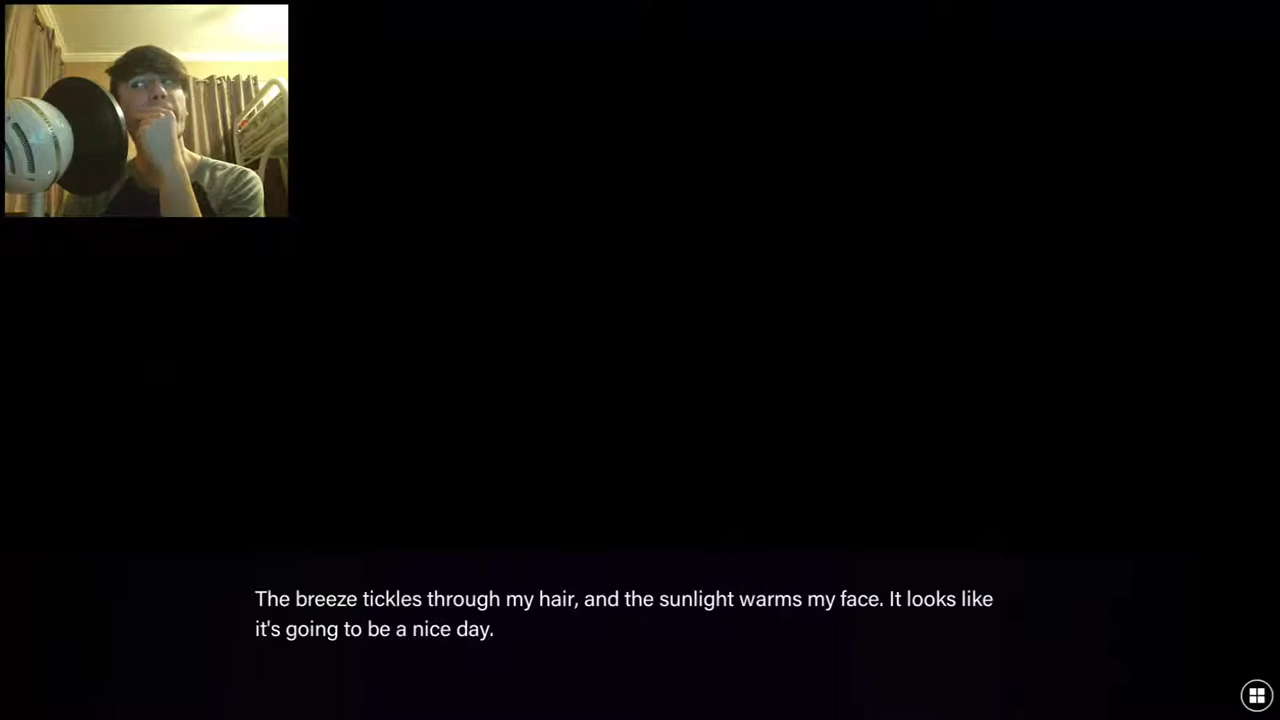 The breeze tickles through my hair, and the sunlight warms my face. It looks like
it's going to be a nice day.